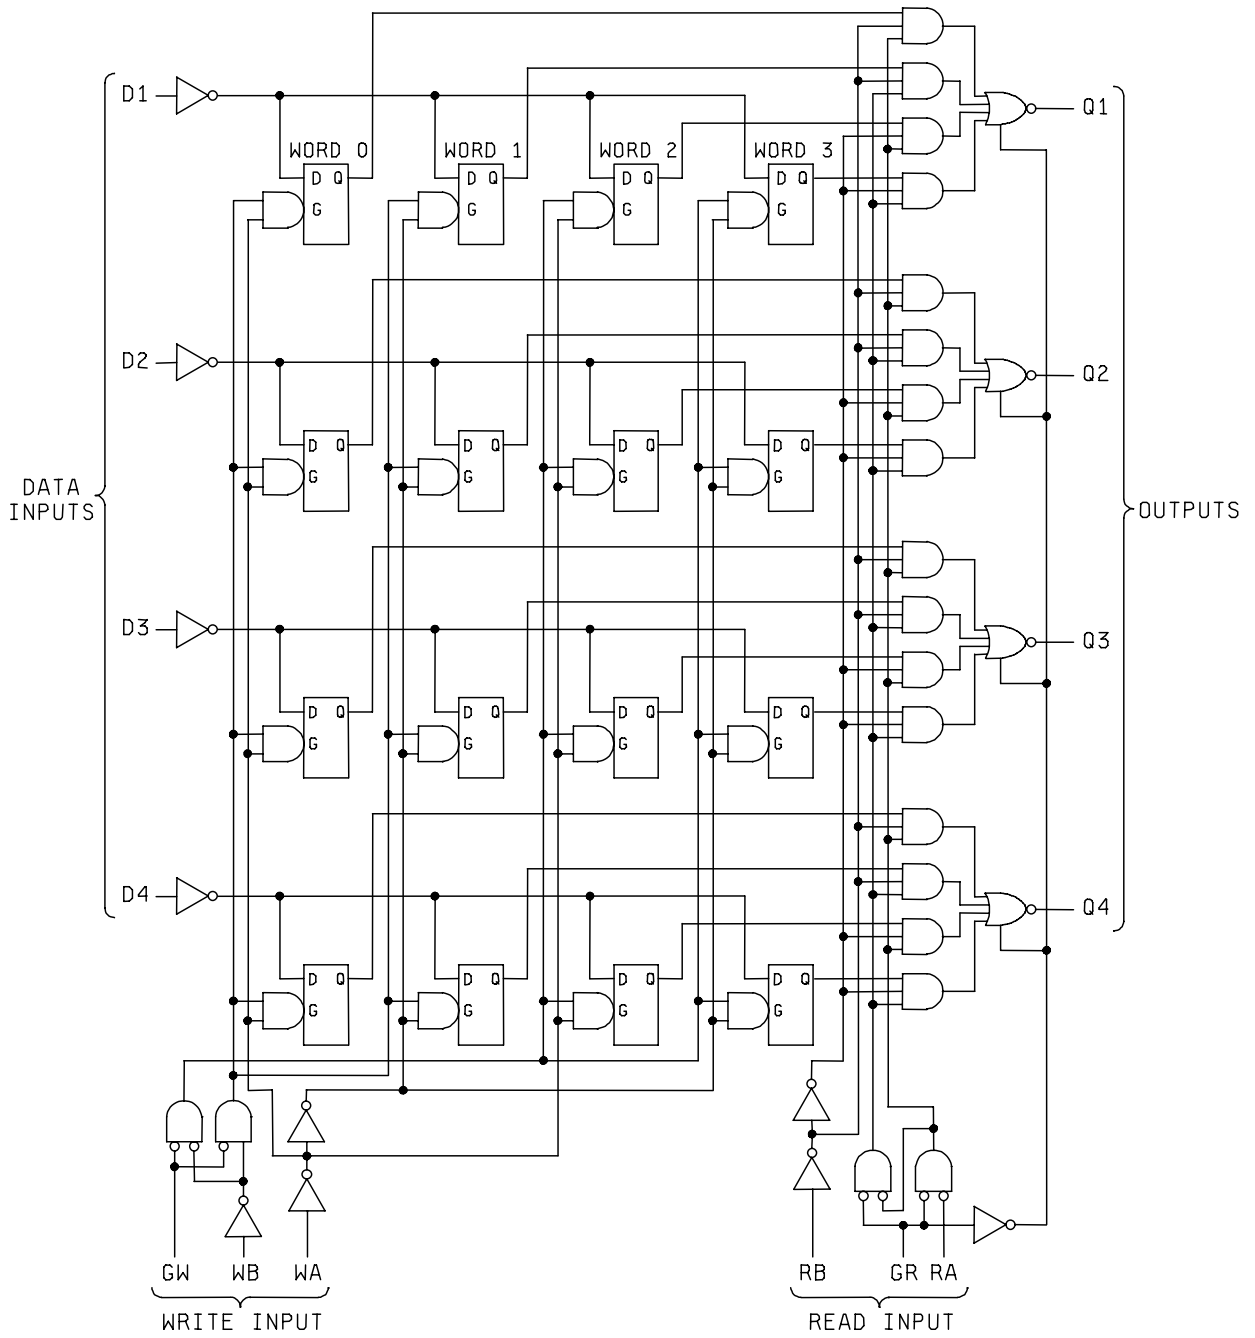 D1
Q1
WORD 0 WORD 1 WORD 2 WORD 3
D Q D Q D Q D Q
G G G G
D2
Q2
D Q D Q D Q D Q
G G G G
DATA
INPUTS
OUTPUTS
D3
Q3
D Q D Q D Q D Q
G G G G
D4
Q4
D Q D Q D Q D Q
G G G G
GW WB WA RB GR RA
WRITE INPUT READ INPUT